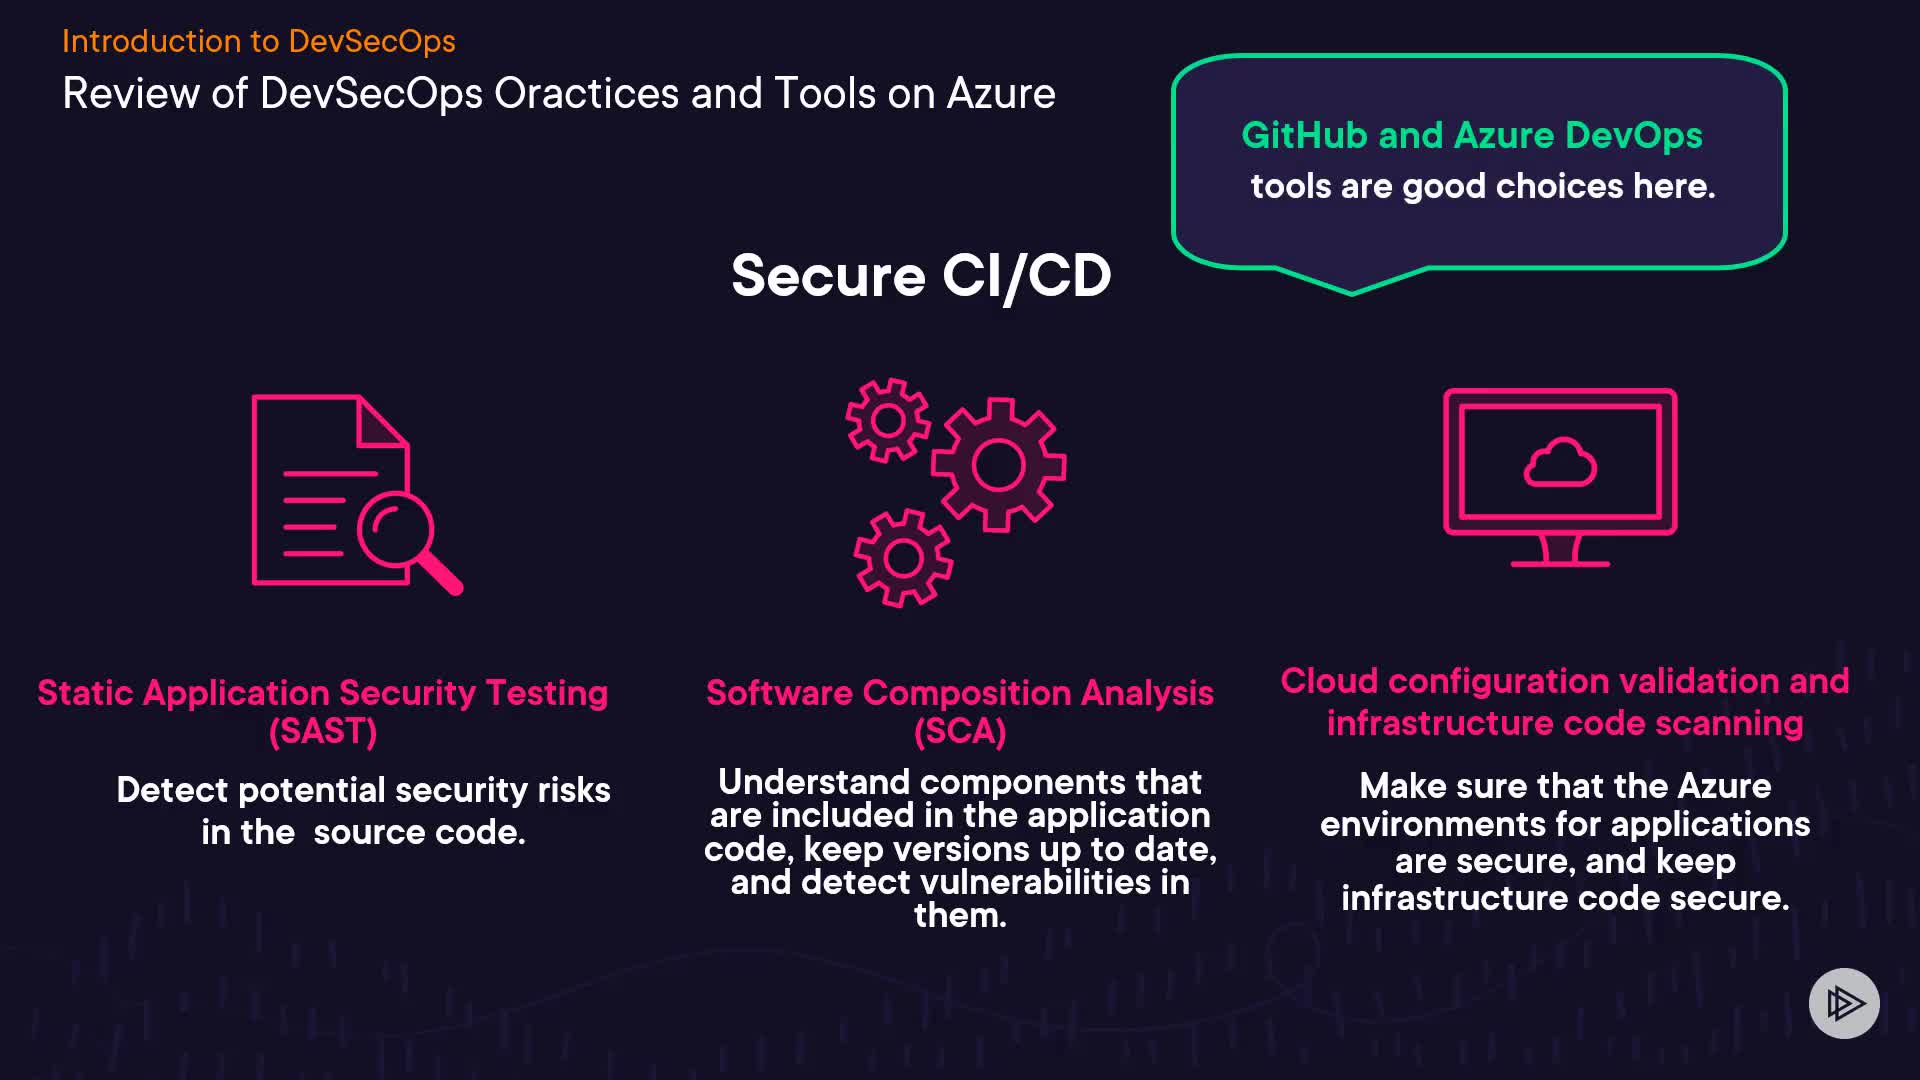 Introduction to DevSecOps
Review of DevSecOps Oractices and Tools on Azure
GitHub and Azure DevOps
tools are good choices here.
Secure CI/CD
Static Application Security Testing
(SAST)
Detect potential security risks
in the  source code.
Software Composition Analysis
(SCA)
Understand components that
are included in the application
code, keep versions up to date,
and detect vulnerabilities in
them.
Cloud configuration validation and
infrastructure code scanning
Make sure that the Azure
environments for applications
are secure, and keep
infrastructure code secure.